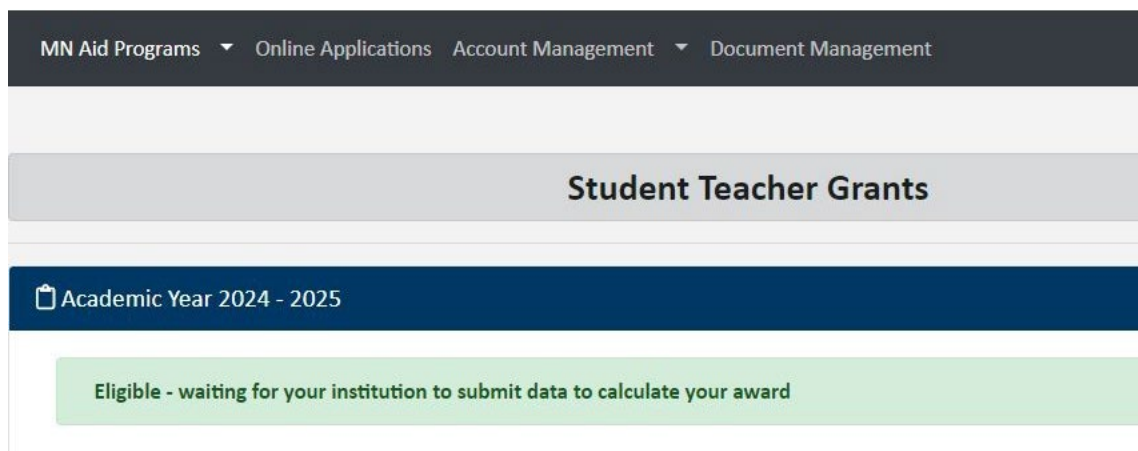 MN Aid Programs Online Applications Account Management Document Management
Student Teacher Grants
Academic Year 2024 - 2025
Eligible - waiting for your institution to submit data to calculate your award